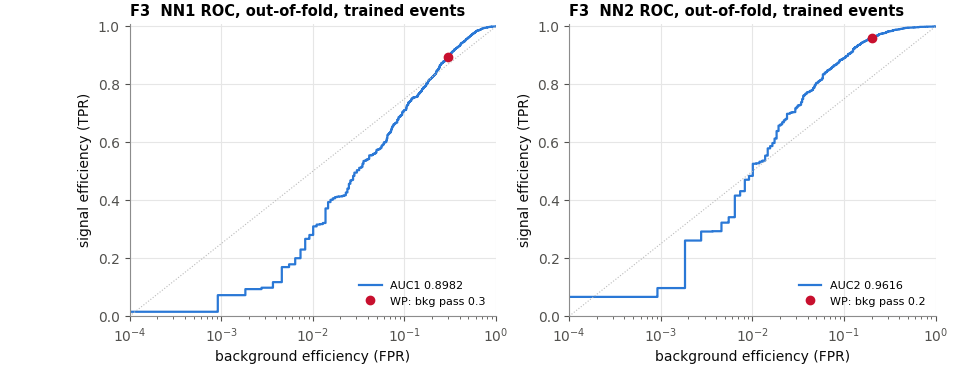 F3  NN1 ROC, out-of-fold, trained events
signal efficiency (TPR)
1.0
0.8
0.6
0.4
0.2
0.0
AUC1 0.8982
WP: bkg pass 0.3
10⁻⁴ 10⁻³ 10⁻² 10⁻¹ 10⁰
background efficiency (FPR)
F3  NN2 ROC, out-of-fold, trained events
signal efficiency (TPR)
1.0
0.8
0.6
0.4
0.2
0.0
AUC2 0.9616
WP: bkg pass 0.2
10⁻⁴ 10⁻³ 10⁻² 10⁻¹ 10⁰
background efficiency (FPR)